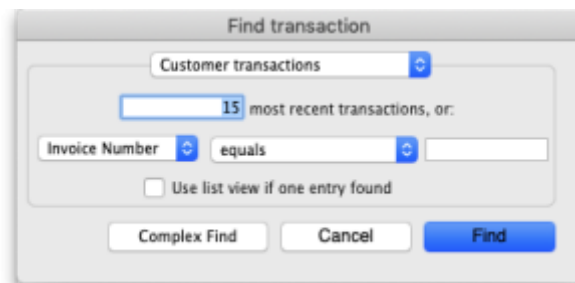 Find transaction
Customer transactions
15 most recent transactions, or:
Invoice Number equals
Use list view if one entry found
Complex Find Cancel Find